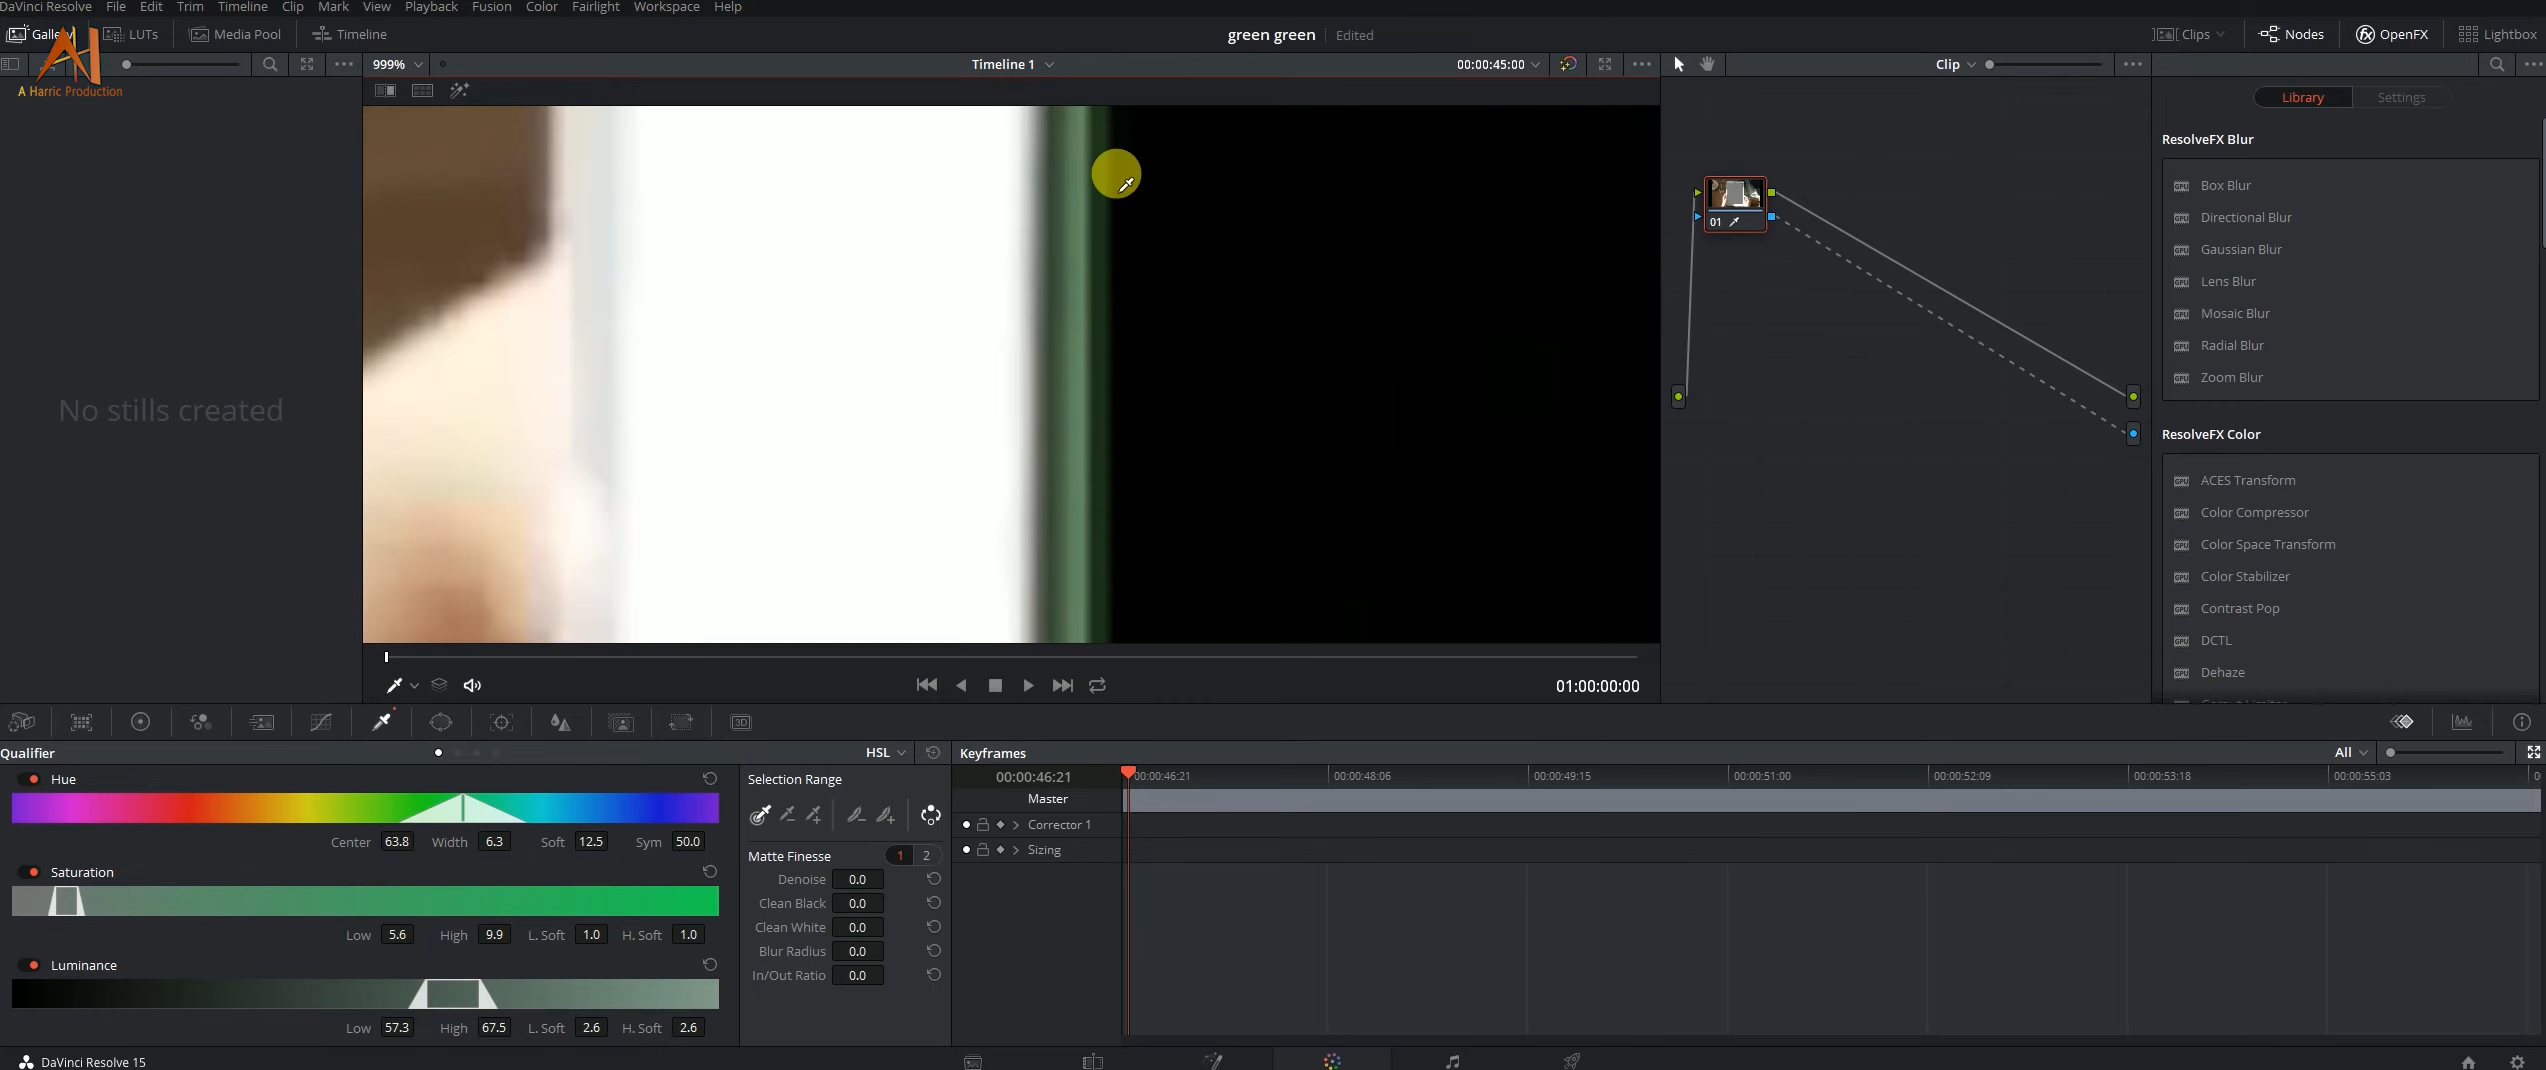 DaVinci Resolve File Edit Trim Timeline Clip Mark View Playback Fusion Color Fairlight Workspace Help
Gallery LUTs Media Pool Timeline green green Edited Clips Nodes OpenFX Lightbox
999% Timeline 1 00:00:45:00 Clip
A Harric Production
Library Settings
ResolveFX Blur
Box Blur
Directional Blur
Gaussian Blur
Lens Blur
Mosaic Blur
Radial Blur
Zoom Blur
01
No stills created
ResolveFX Color
ACES Transform
Color Compressor
Color Space Transform
Color Stabilizer
Contrast Pop
DCTL
Dehaze
01:00:00:00
3D
Qualifier HSL Keyframes All
Hue
Center 63.8 Width 6.3 Soft 12.5 Sym 50.0
Saturation
Low 5.6 High 9.9 L. Soft 1.0 H. Soft 1.0
Luminance
Low 57.3 High 67.5 L. Soft 2.6 H. Soft 2.6
Selection Range
Matte Finesse 1 2
Denoise 0.0
Clean Black 0.0
Clean White 0.0
Blur Radius 0.0
In/Out Ratio 0.0
00:00:46:21 00:00:46:21 00:00:48:06 00:00:49:15 00:00:51:00 00:00:52:09 00:00:53:18 00:00:55:03
Master
Corrector 1
Sizing
DaVinci Resolve 15